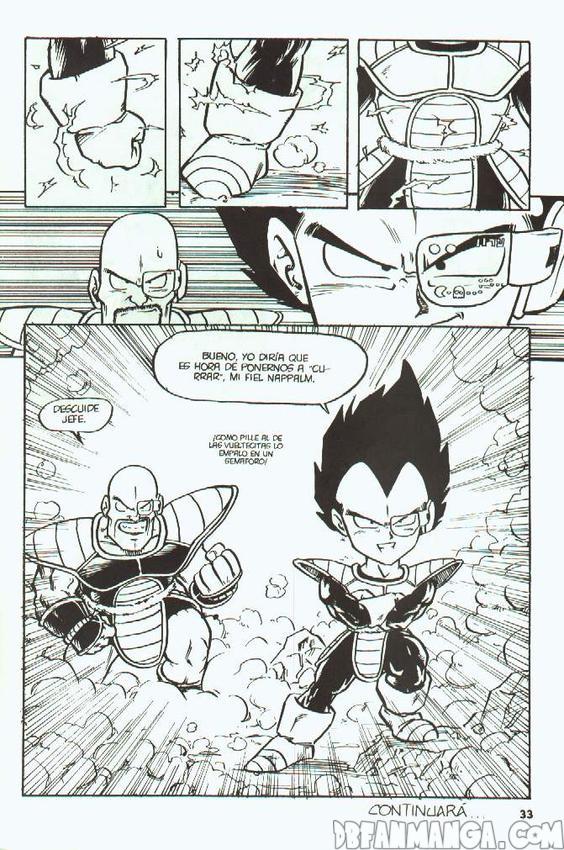 BUENO, YO DIRÍA QUE
ES HORA DE PONERNOS A "CU-
RRAR", MI FIEL NAPPALM.
DESCUIDE
JEFE.
¡COMO PILLE AL DE
LAS VUELTECITAS LO
EMPALO EN UN
SEMAFORO!
CONTINUARÁ...
33
DBFANMANGA.COM